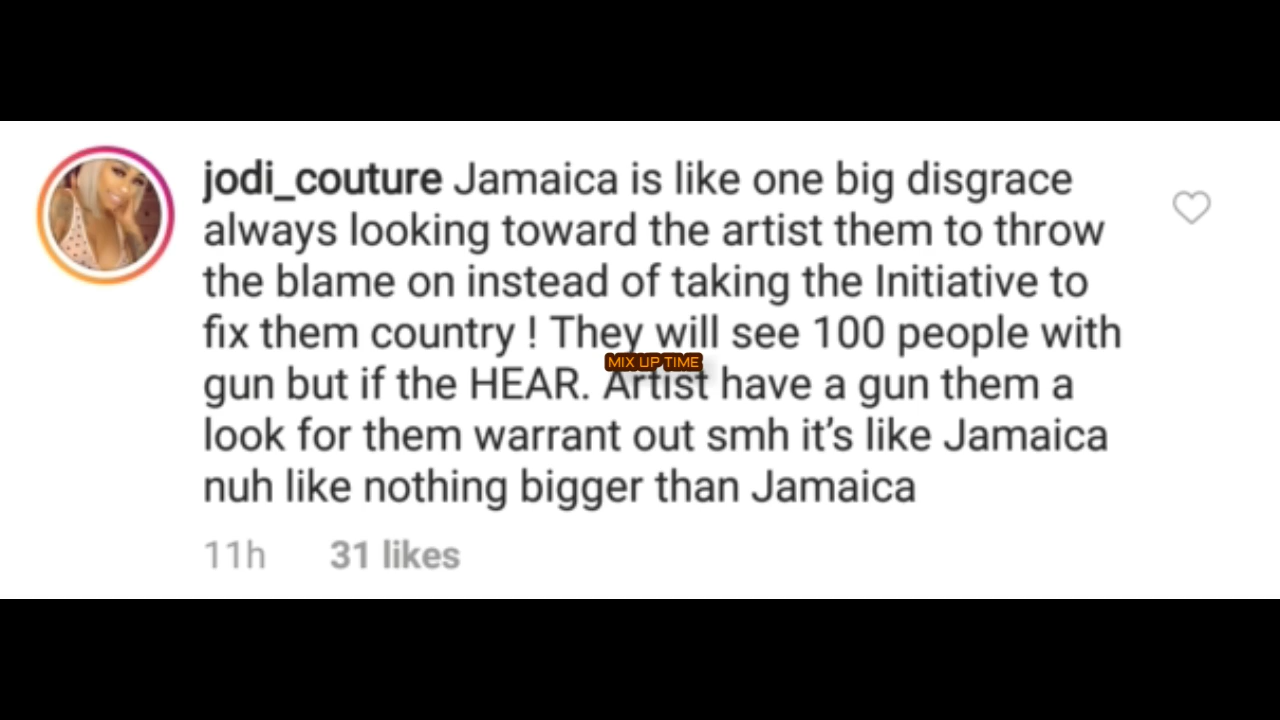 jodi_couture Jamaica is like one big disgrace
always looking toward the artist them to throw
the blame on instead of taking the Initiative to
fix them country ! They will see 100 people with
MIX UP TIME
gun but if the HEAR. Artist have a gun them a
look for them warrant out smh it’s like Jamaica
nuh like nothing bigger than Jamaica
11h 31 likes